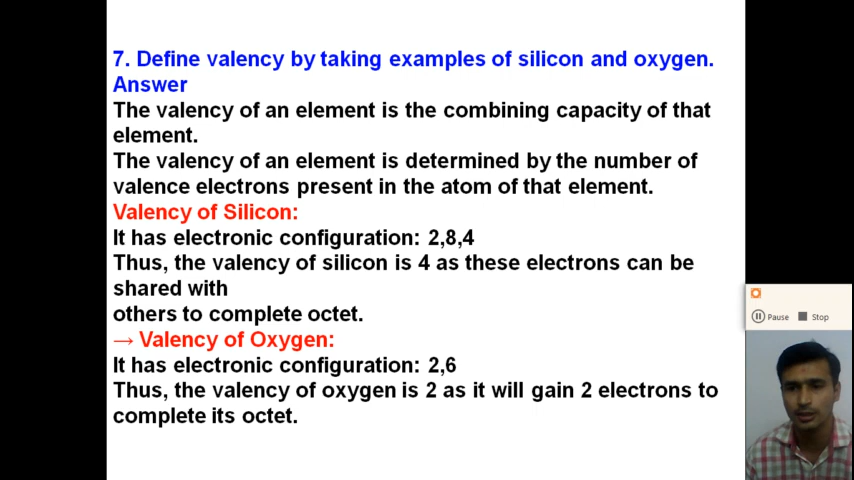 7. Define valency by taking examples of silicon and oxygen.
Answer
The valency of an element is the combining capacity of that
element.
The valency of an element is determined by the number of
valence electrons present in the atom of that element.
Valency of Silicon:
It has electronic configuration: 2,8,4
Thus, the valency of silicon is 4 as these electrons can be
shared with
others to complete octet.
→ Valency of Oxygen:
It has electronic configuration: 2,6
Thus, the valency of oxygen is 2 as it will gain 2 electrons to
complete its octet.
Pause Stop